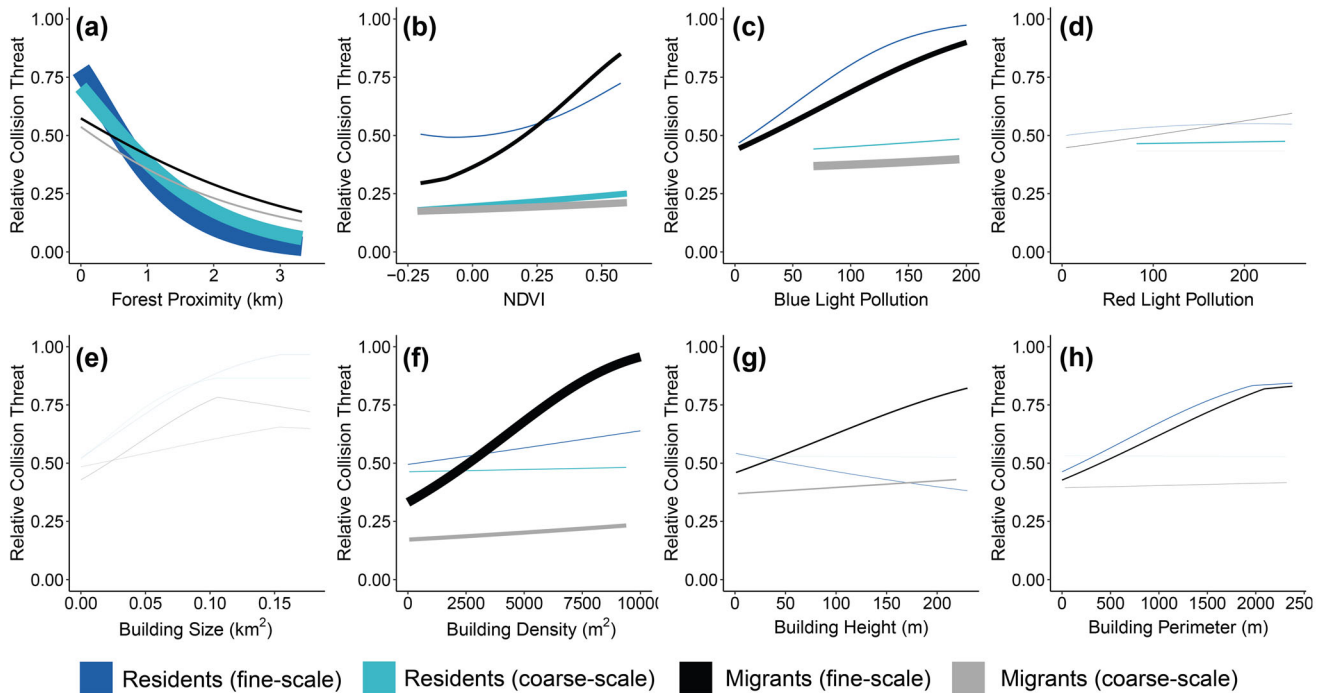 (a) (b) (c) (d)
Relative Collision Threat Relative Collision Threat Relative Collision Threat Relative Collision Threat
1.00 1.00 1.00 1.00
0.75 0.75 0.75 0.75
0.50 0.50 0.50 0.50
0.25 0.25 0.25 0.25
0.00 0.00 0.00 0.00
0 1 2 3 −0.25 0.00 0.25 0.50 0 50 100 150 200 100 200
Forest Proximity (km) NDVI Blue Light Pollution Red Light Pollution
(e) (f) (g) (h)
Relative Collision Threat Relative Collision Threat Relative Collision Threat Relative Collision Threat
1.00 1.00 1.00 1.00
0.75 0.75 0.75 0.75
0.50 0.50 0.50 0.50
0.25 0.25 0.25 0.25
0.00 0.00 0.00 0.00
0.00 0.05 0.10 0.15 0 2500 5000 7500 1000 0 50 100 150 200 0 500 1000 1500 2000 250
Building Size (km²) Building Density (m²) Building Height (m) Building Perimeter (m)
Residents (fine-scale) Residents (coarse-scale) Migrants (fine-scale) Migrants (coarse-scale)